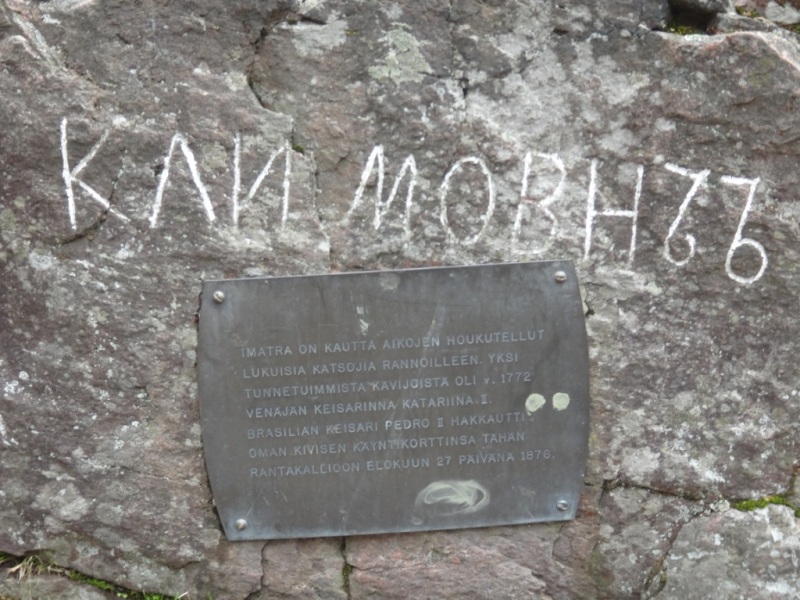 КЛИМОВНЪЪ
IMATRA ON KAUTTA AIKOJEN HOUKUTELLUT
LUKUISIA KATSOJIA RANNOILLEEN. YKSI
TUNNETUIMMISTA KÄVIJÖISTÄ OLI v. 1772
VENÄJÄN KEISARINNA KATARIINA II.
BRASILIAN KEISARI PEDRO II HAKKAUTTI
OMAN KIVISEN KÄYNTIKORTTINSA TÄHÄN
RANTAKALLIOON ELOKUUN 27 PÄIVÄNÄ 1876.